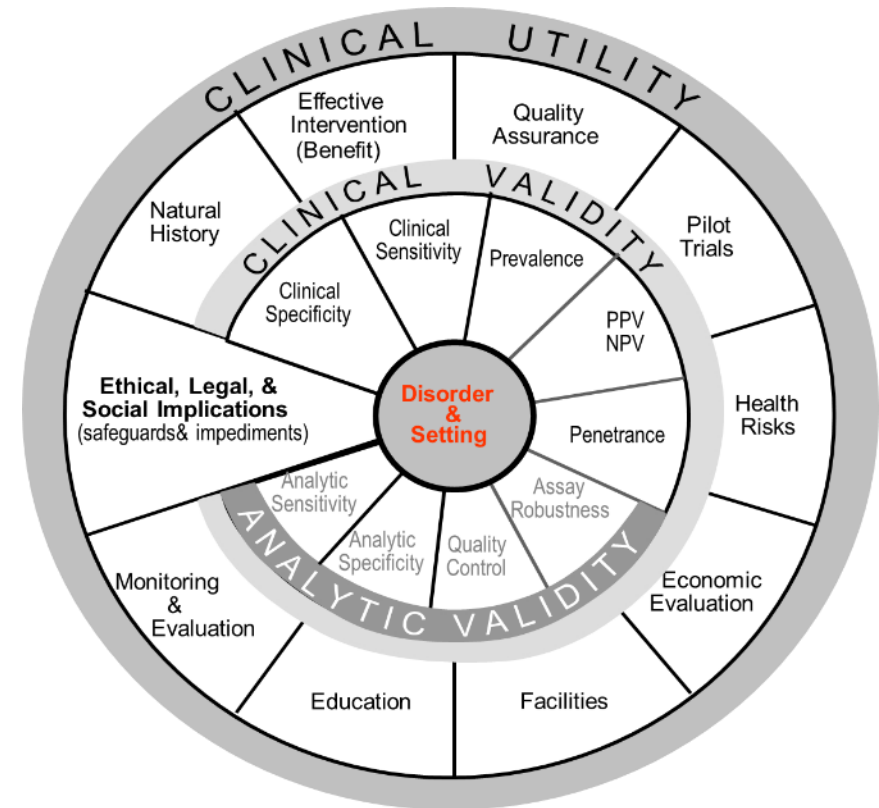 CLINICAL UTILITY
Effective
Intervention
(Benefit)
Quality
Assurance
Natural
History
Pilot
Trials
CLINICAL VALIDITY
Clinical
Sensitivity
Prevalence
Clinical
Specificity
PPV
NPV
Ethical, Legal, &
Social Implications
(safeguards& impediments)
Disorder
&
Setting
Health
Risks
Penetrance
Analytic
Sensitivity
Assay
Robustness
Analytic
Specificity
Quality
Control
ANALYTIC VALIDITY
Monitoring
&
Evaluation
Economic
Evaluation
Education
Facilities